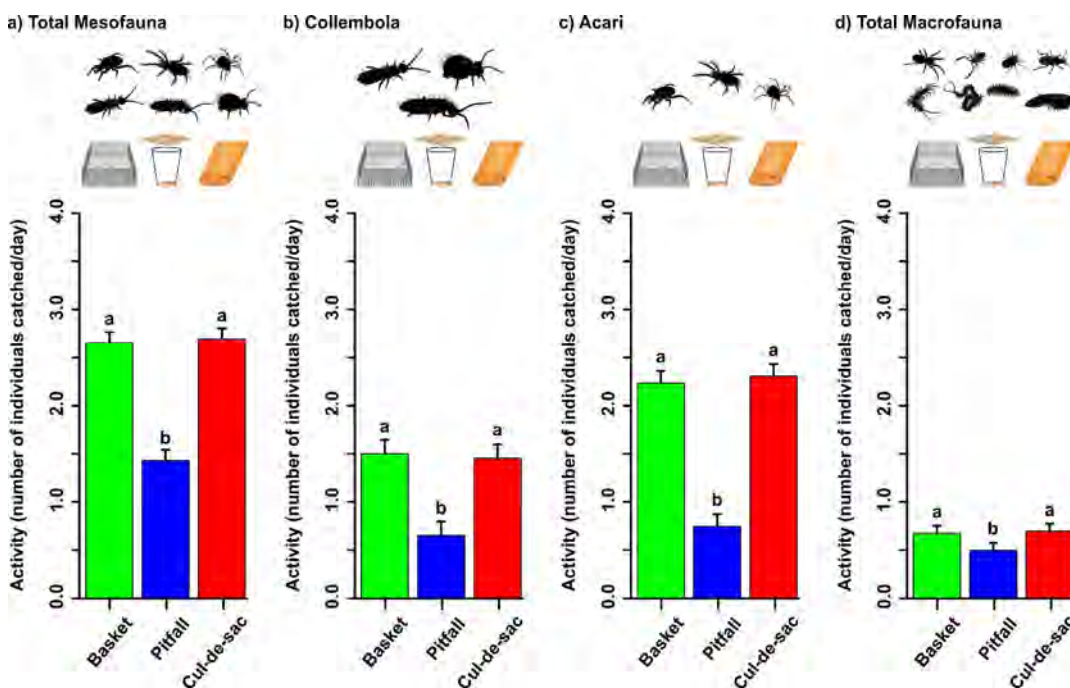 a) Total Mesofauna
b) Collembola
c) Acari
d) Total Macrofauna
Activity (number of individuals catched/day)
0.0
1.0
2.0
3.0
4.0
a
b
a
Basket
Pitfall
Cul-de-sac
Activity (number of individuals catched/day)
0.0
1.0
2.0
3.0
4.0
a
b
a
Basket
Pitfall
Cul-de-sac
Activity (number of individuals catched/day)
0.0
1.0
2.0
3.0
4.0
a
b
a
Basket
Pitfall
Cul-de-sac
Activity (number of individuals catched/day)
0.0
1.0
2.0
3.0
4.0
a
b
a
Basket
Pitfall
Cul-de-sac